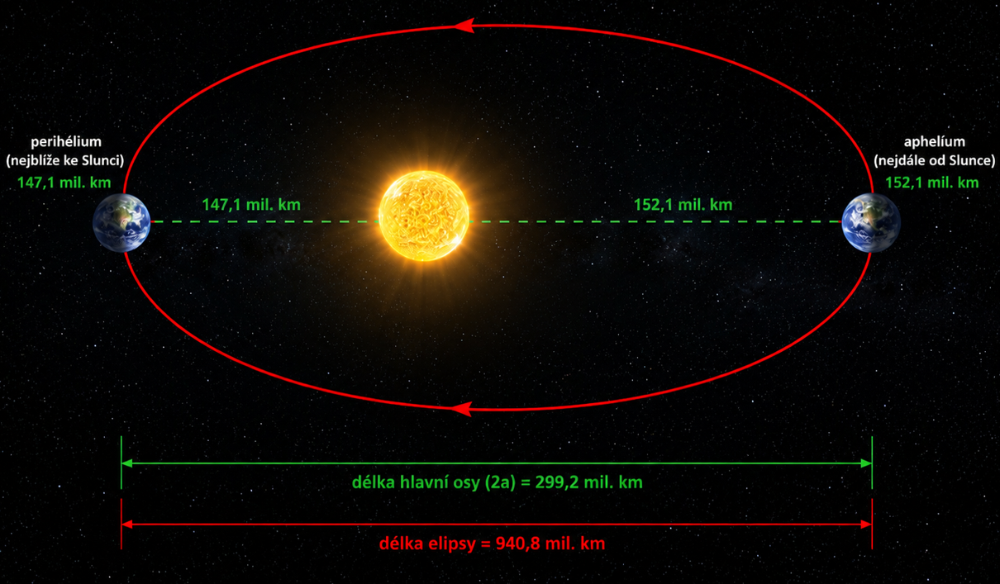 perihélium
(nejblíže ke Slunci)
147,1 mil. km
147,1 mil. km
152,1 mil. km
aphelíum
(nejdále od Slunce)
152,1 mil. km
délka hlavní osy (2a) = 299,2 mil. km
délka elipsy = 940,8 mil. km